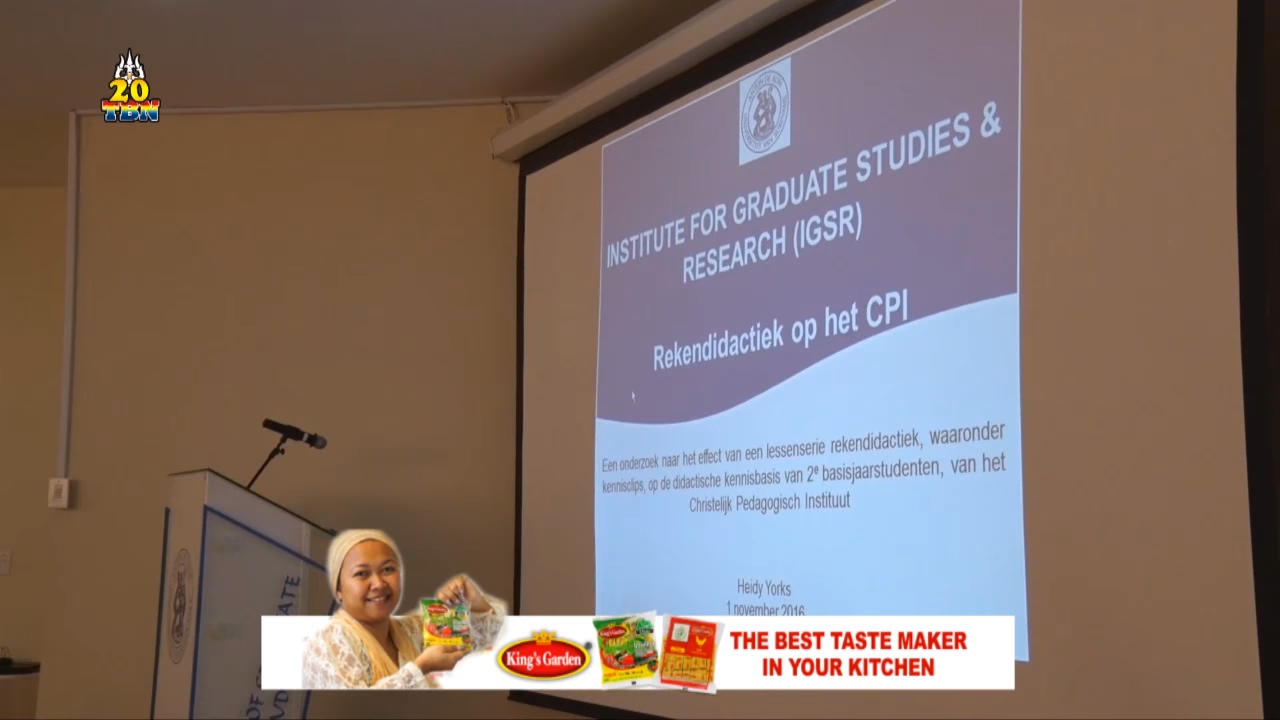 20
TBN
INSTITUTE FOR GRADUATE STUDIES &
RESEARCH (IGSR)
Rekendidactiek op het CPI
Een onderzoek naar het effect van een lessenserie rekendidactiek, waaronder
kennisclips, op de didactische kennisbasis van 2e basisjaarstudenten, van het
Christelijk Pedagogisch Instituut
Heidy Yorks
1 november 2016
King's Garden
THE BEST TASTE MAKER
IN YOUR KITCHEN